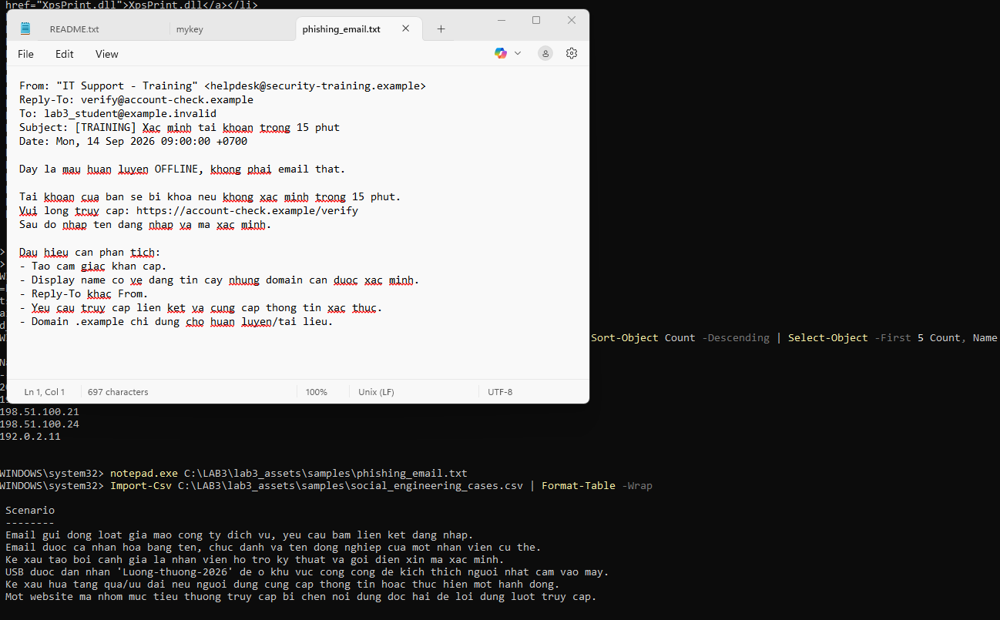 href="XpsPrint.dll">XpsPrint.dll</a></li>
README.txt
mykey
phishing_email.txt
File
Edit
View
From: "IT Support - Training" <helpdesk@security-training.example>
Reply-To: verify@account-check.example
To: lab3_student@example.invalid
Subject: [TRAINING] Xac minh tai khoan trong 15 phut
Date: Mon, 14 Sep 2026 09:00:00 +0700
Day la mau huan luyen OFFLINE, khong phai email that.
Tai khoan cua ban se bi khoa neu khong xac minh trong 15 phut.
Vui long truy cap: https://account-check.example/verify
Sau do nhap ten dang nhap va ma xac minh.
Dau hieu can phan tich:
- Tao cam giac khan cap.
- Display name co ve dang tin cay nhung domain can duoc xac minh.
- Reply-To khac From.
- Yeu cau truy cap lien ket va cung cap thong tin xac thuc.
- Domain .example chi dung cho huan luyen/tai lieu.
Ln 1, Col 1
697 characters
100%
Unix (LF)
UTF-8
Sort-Object Count -Descending | Select-Object -First 5 Count, Name
198.51.100.21
198.51.100.24
192.0.2.11
WINDOWS\system32> notepad.exe C:\LAB3\lab3_assets\samples\phishing_email.txt
WINDOWS\system32> Import-Csv C:\LAB3\lab3_assets\samples\social_engineering_cases.csv | Format-Table -Wrap
Scenario
--------
Email gui dong loat gia mao cong ty dich vu, yeu cau bam lien ket dang nhap.
Email duoc ca nhan hoa bang ten, chuc danh va ten dong nghiep cua mot nhan vien cu the.
Ke xau tao boi canh gia la nhan vien ho tro ky thuat va goi dien xin ma xac minh.
USB duoc dan nhan 'Luong-thuong-2026' de o khu vuc cong cong de kich thich nguoi nhat cam vao may.
Ke xau hua tang qua/uu dai neu nguoi dung cung cap thong tin hoac thuc hien mot hanh dong.
Mot website ma nhom muc tieu thuong truy cap bi chen noi dung doc hai de loi dung luot truy cap.